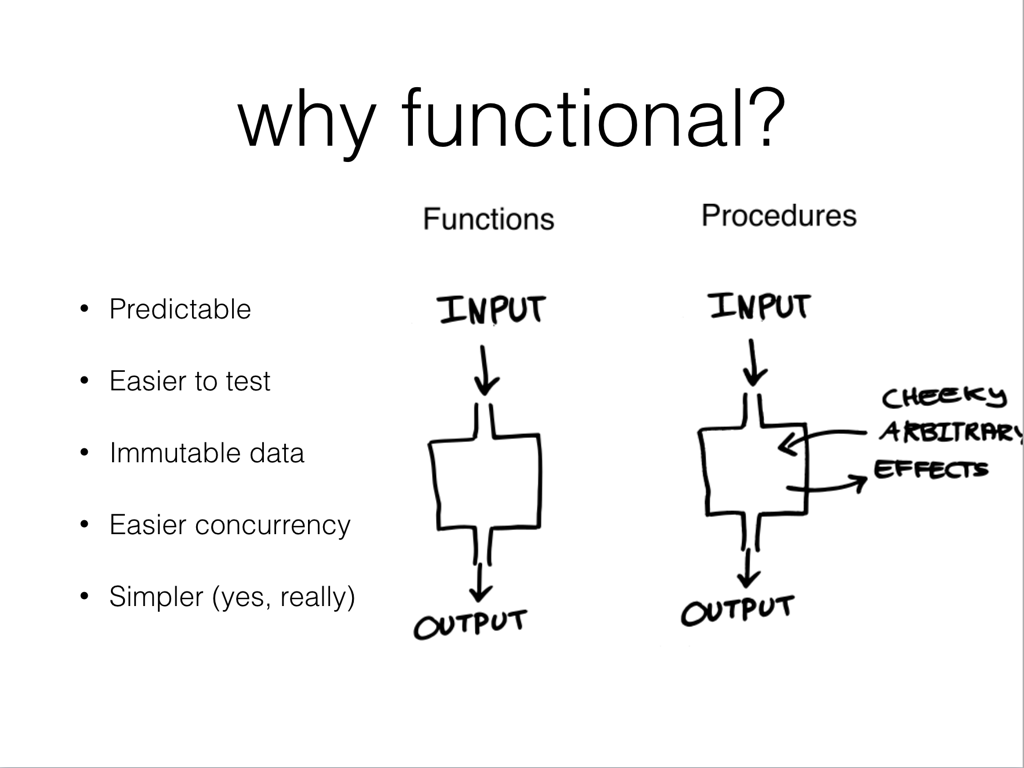 why functional?
• Predictable
• Easier to test
• Immutable data
• Easier concurrency
• Simpler (yes, really)
Functions
INPUT
OUTPUT
Procedures
INPUT
CHEEKY
ARBITRARY
EFFECTS
OUTPUT